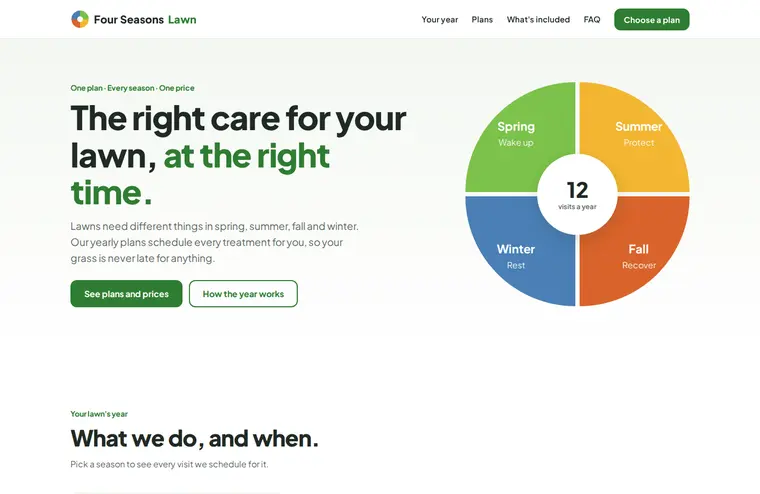 Four Seasons Lawn
Your year
Plans
What's included
FAQ
Choose a plan
One plan · Every season · One price
The right care for your
lawn, at the right
time.
Lawns need different things in spring, summer, fall and winter.
Our yearly plans schedule every treatment for you, so your
grass is never late for anything.
See plans and prices
How the year works
Spring
Wake up
Summer
Protect
12
visits a year
Winter
Rest
Fall
Recover
Your lawn's year
What we do, and when.
Pick a season to see every visit we schedule for it.